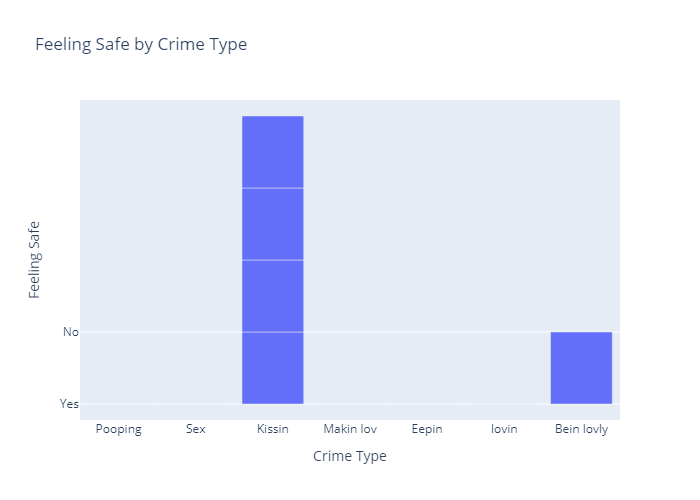 Feeling Safe by Crime Type
Feeling Safe
No
Yes
Pooping Sex Kissin Makin lov Eepin lovin Bein lovly
Crime Type